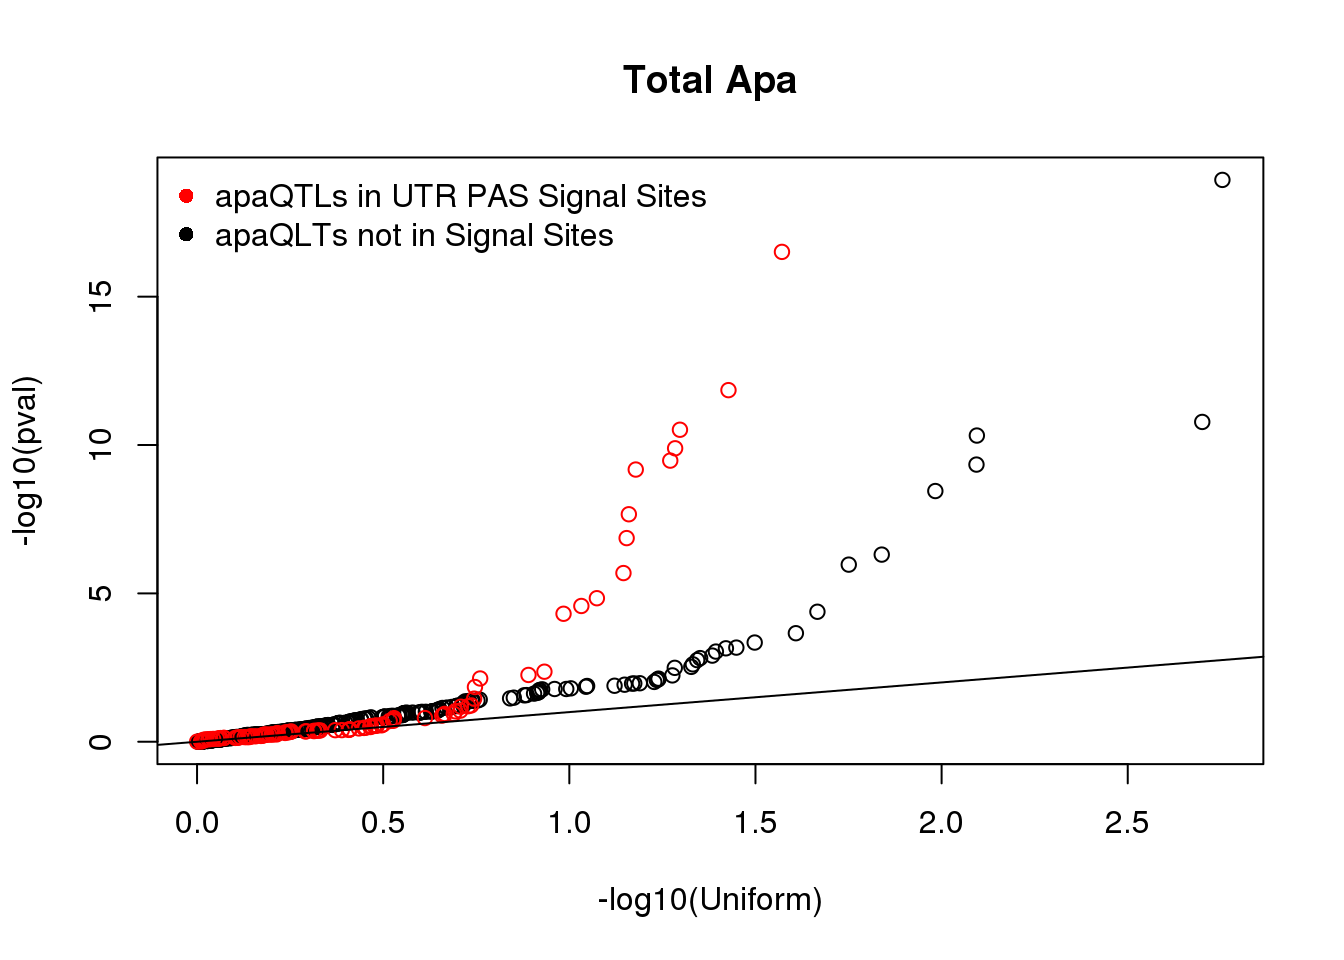 Total Apa
apaQTLs in UTR PAS Signal Sites
apaQLTs not in Signal Sites
-log10(pval)
15
10
5
0
0.0 0.5 1.0 1.5 2.0 2.5
-log10(Uniform)